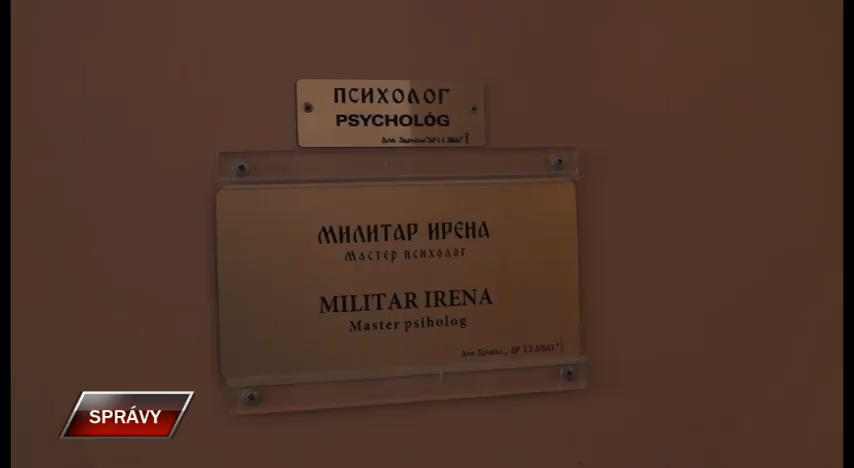 ПСИХОЛОГ
PSYCHOLÓG
МИЛИТАР ИРЕНА
Мастер психолог
MILITAR IRENA
Master psiholog
SPRÁVY